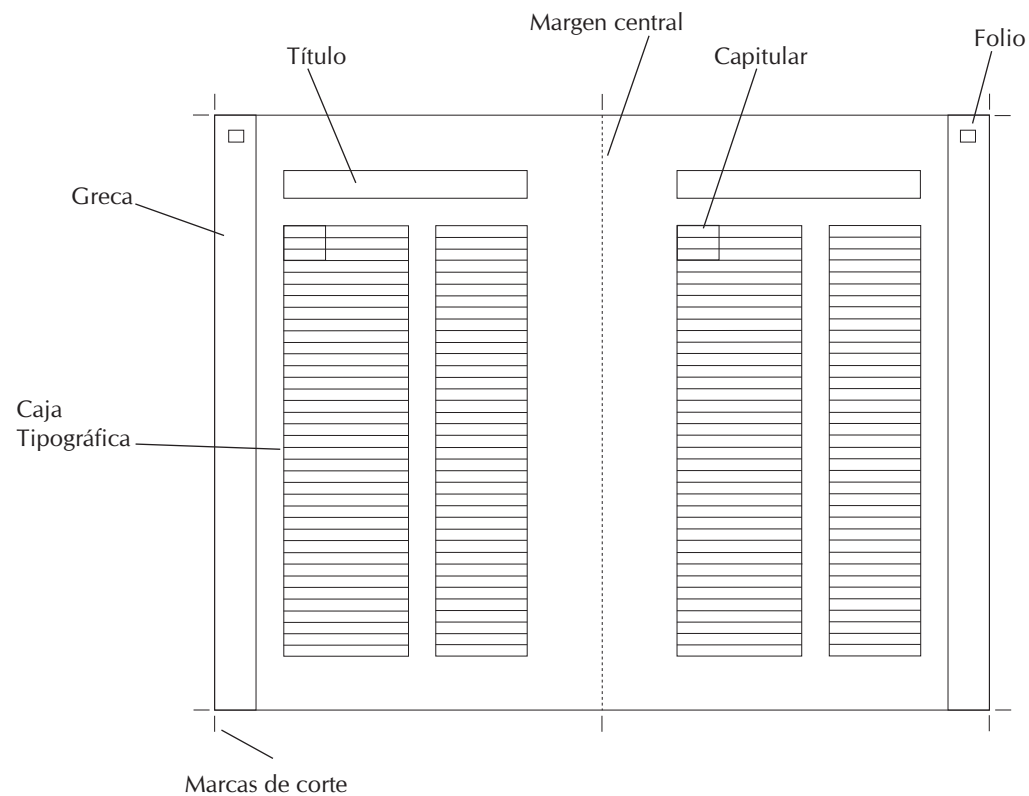 Margen central
Folio
Título
Capitular
Greca
Caja
Tipográfica
Marcas de corte